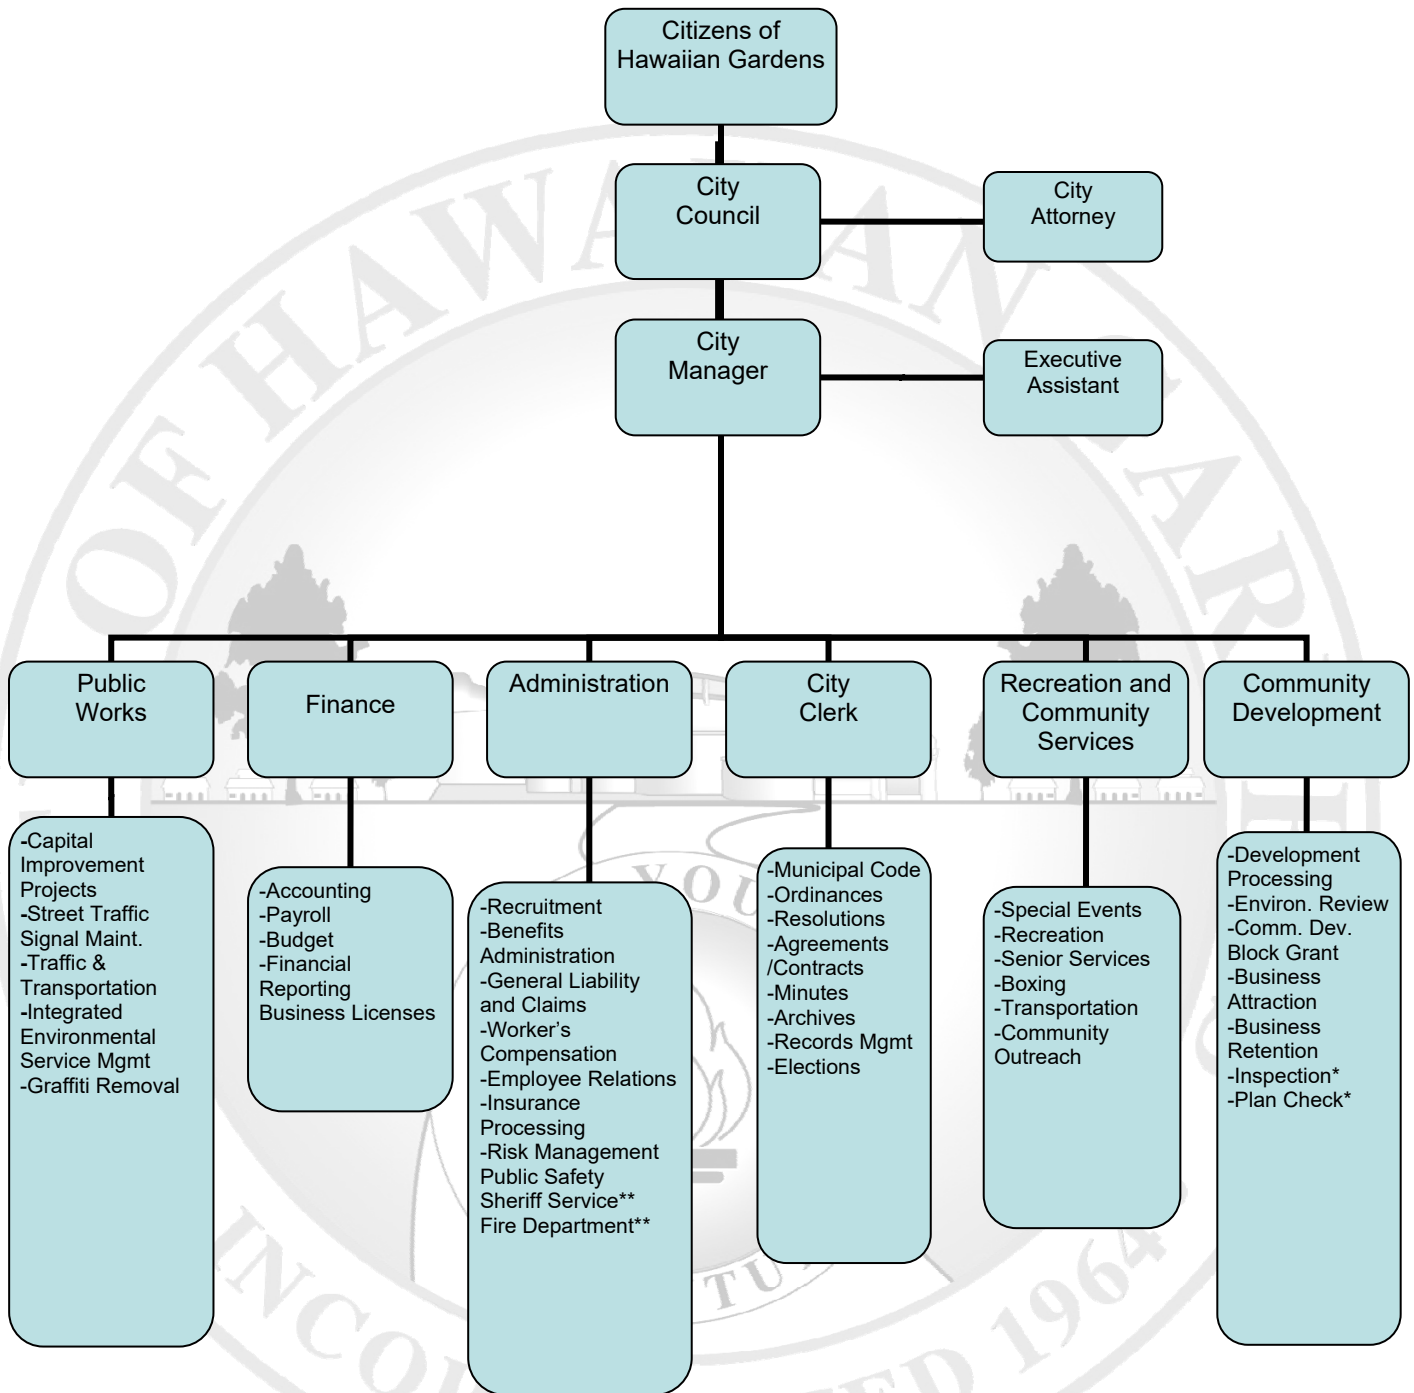 Citizens of
Hawaiian Gardens
City
Council
City
Attorney
City
Manager
Executive
Assistant
Public
Works
Finance
Administration
City
Clerk
Recreation and
Community
Services
Community
Development
-Capital
Improvement
Projects
-Street Traffic
Signal Maint.
-Traffic &
Transportation
-Integrated
Environmental
Service Mgmt
-Graffiti Removal
-Accounting
-Payroll
-Budget
-Financial
Reporting
Business Licenses
-Recruitment
-Benefits
Administration
-General Liability
and Claims
-Worker's
Compensation
-Employee Relations
-Insurance
Processing
-Risk Management
Public Safety
Sheriff Service**
Fire Department**
-Municipal Code
-Ordinances
-Resolutions
-Agreements
/Contracts
-Minutes
-Archives
-Records Mgmt
-Elections
-Special Events
-Recreation
-Senior Services
-Boxing
-Transportation
-Community
Outreach
-Development
Processing
-Environ. Review
-Comm. Dev.
Block Grant
-Business
Attraction
-Business
Retention
-Inspection*
-Plan Check*
OF HAWAIIAN GAR
1964